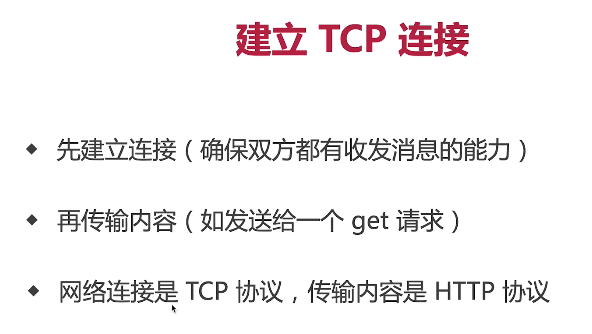 建立 TCP 连接
先建立连接（确保双方都有收发消息的能力）
再传输内容（如发送给一个 get 请求）
网络连接是 TCP 协议，传输内容是 HTTP 协议